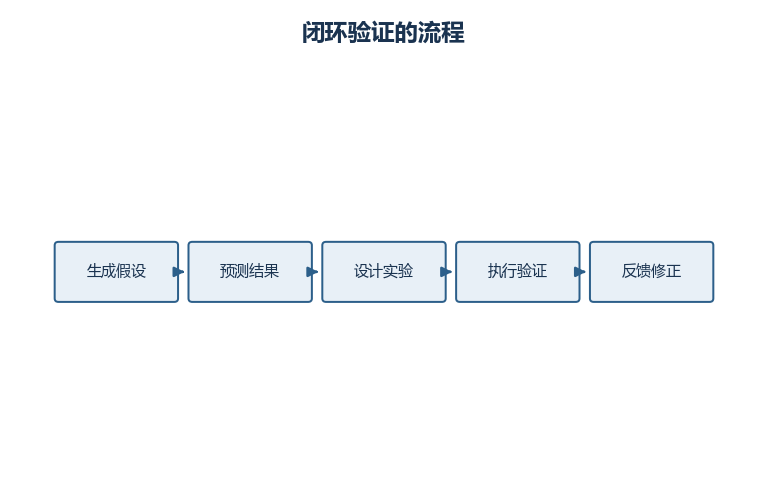 闭环验证的流程
生成假设
预测结果
设计实验
执行验证
反馈修正